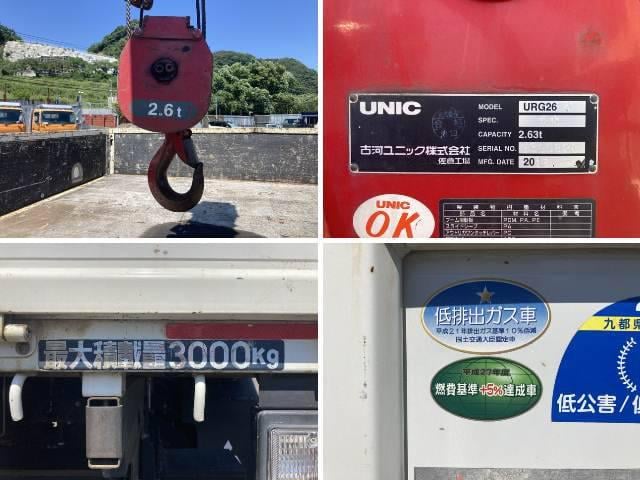 2.6t
UNIC
MODEL URG26
SPEC.
CAPACITY 2.63t
古河ユニック株式会社
SERIAL NO.
佐倉工場
MFG. DATE 20
UNIC
OK
最大積載量3000Kg
低排出ガス車
平成21年排出ガス基準10%低減
国土交通大臣認定車
平成27年度
燃費基準+5%達成車
九都県
低公害/低